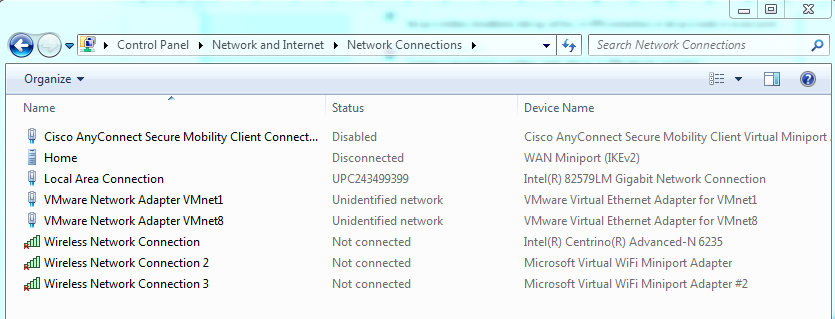 Control Panel Network and Internet Network Connections Search Network Connections
Organize
Name Status Device Name
Cisco AnyConnect Secure Mobility Client Connect... Disabled Cisco AnyConnect Secure Mobility Client Virtual Miniport
Home Disconnected WAN Miniport (IKEv2)
Local Area Connection UPC243499399 Intel(R) 82579LM Gigabit Network Connection
VMware Network Adapter VMnet1 Unidentified network VMware Virtual Ethernet Adapter for VMnet1
VMware Network Adapter VMnet8 Unidentified network VMware Virtual Ethernet Adapter for VMnet8
Wireless Network Connection Not connected Intel(R) Centrino(R) Advanced-N 6235
Wireless Network Connection 2 Not connected Microsoft Virtual WiFi Miniport Adapter
Wireless Network Connection 3 Not connected Microsoft Virtual WiFi Miniport Adapter #2